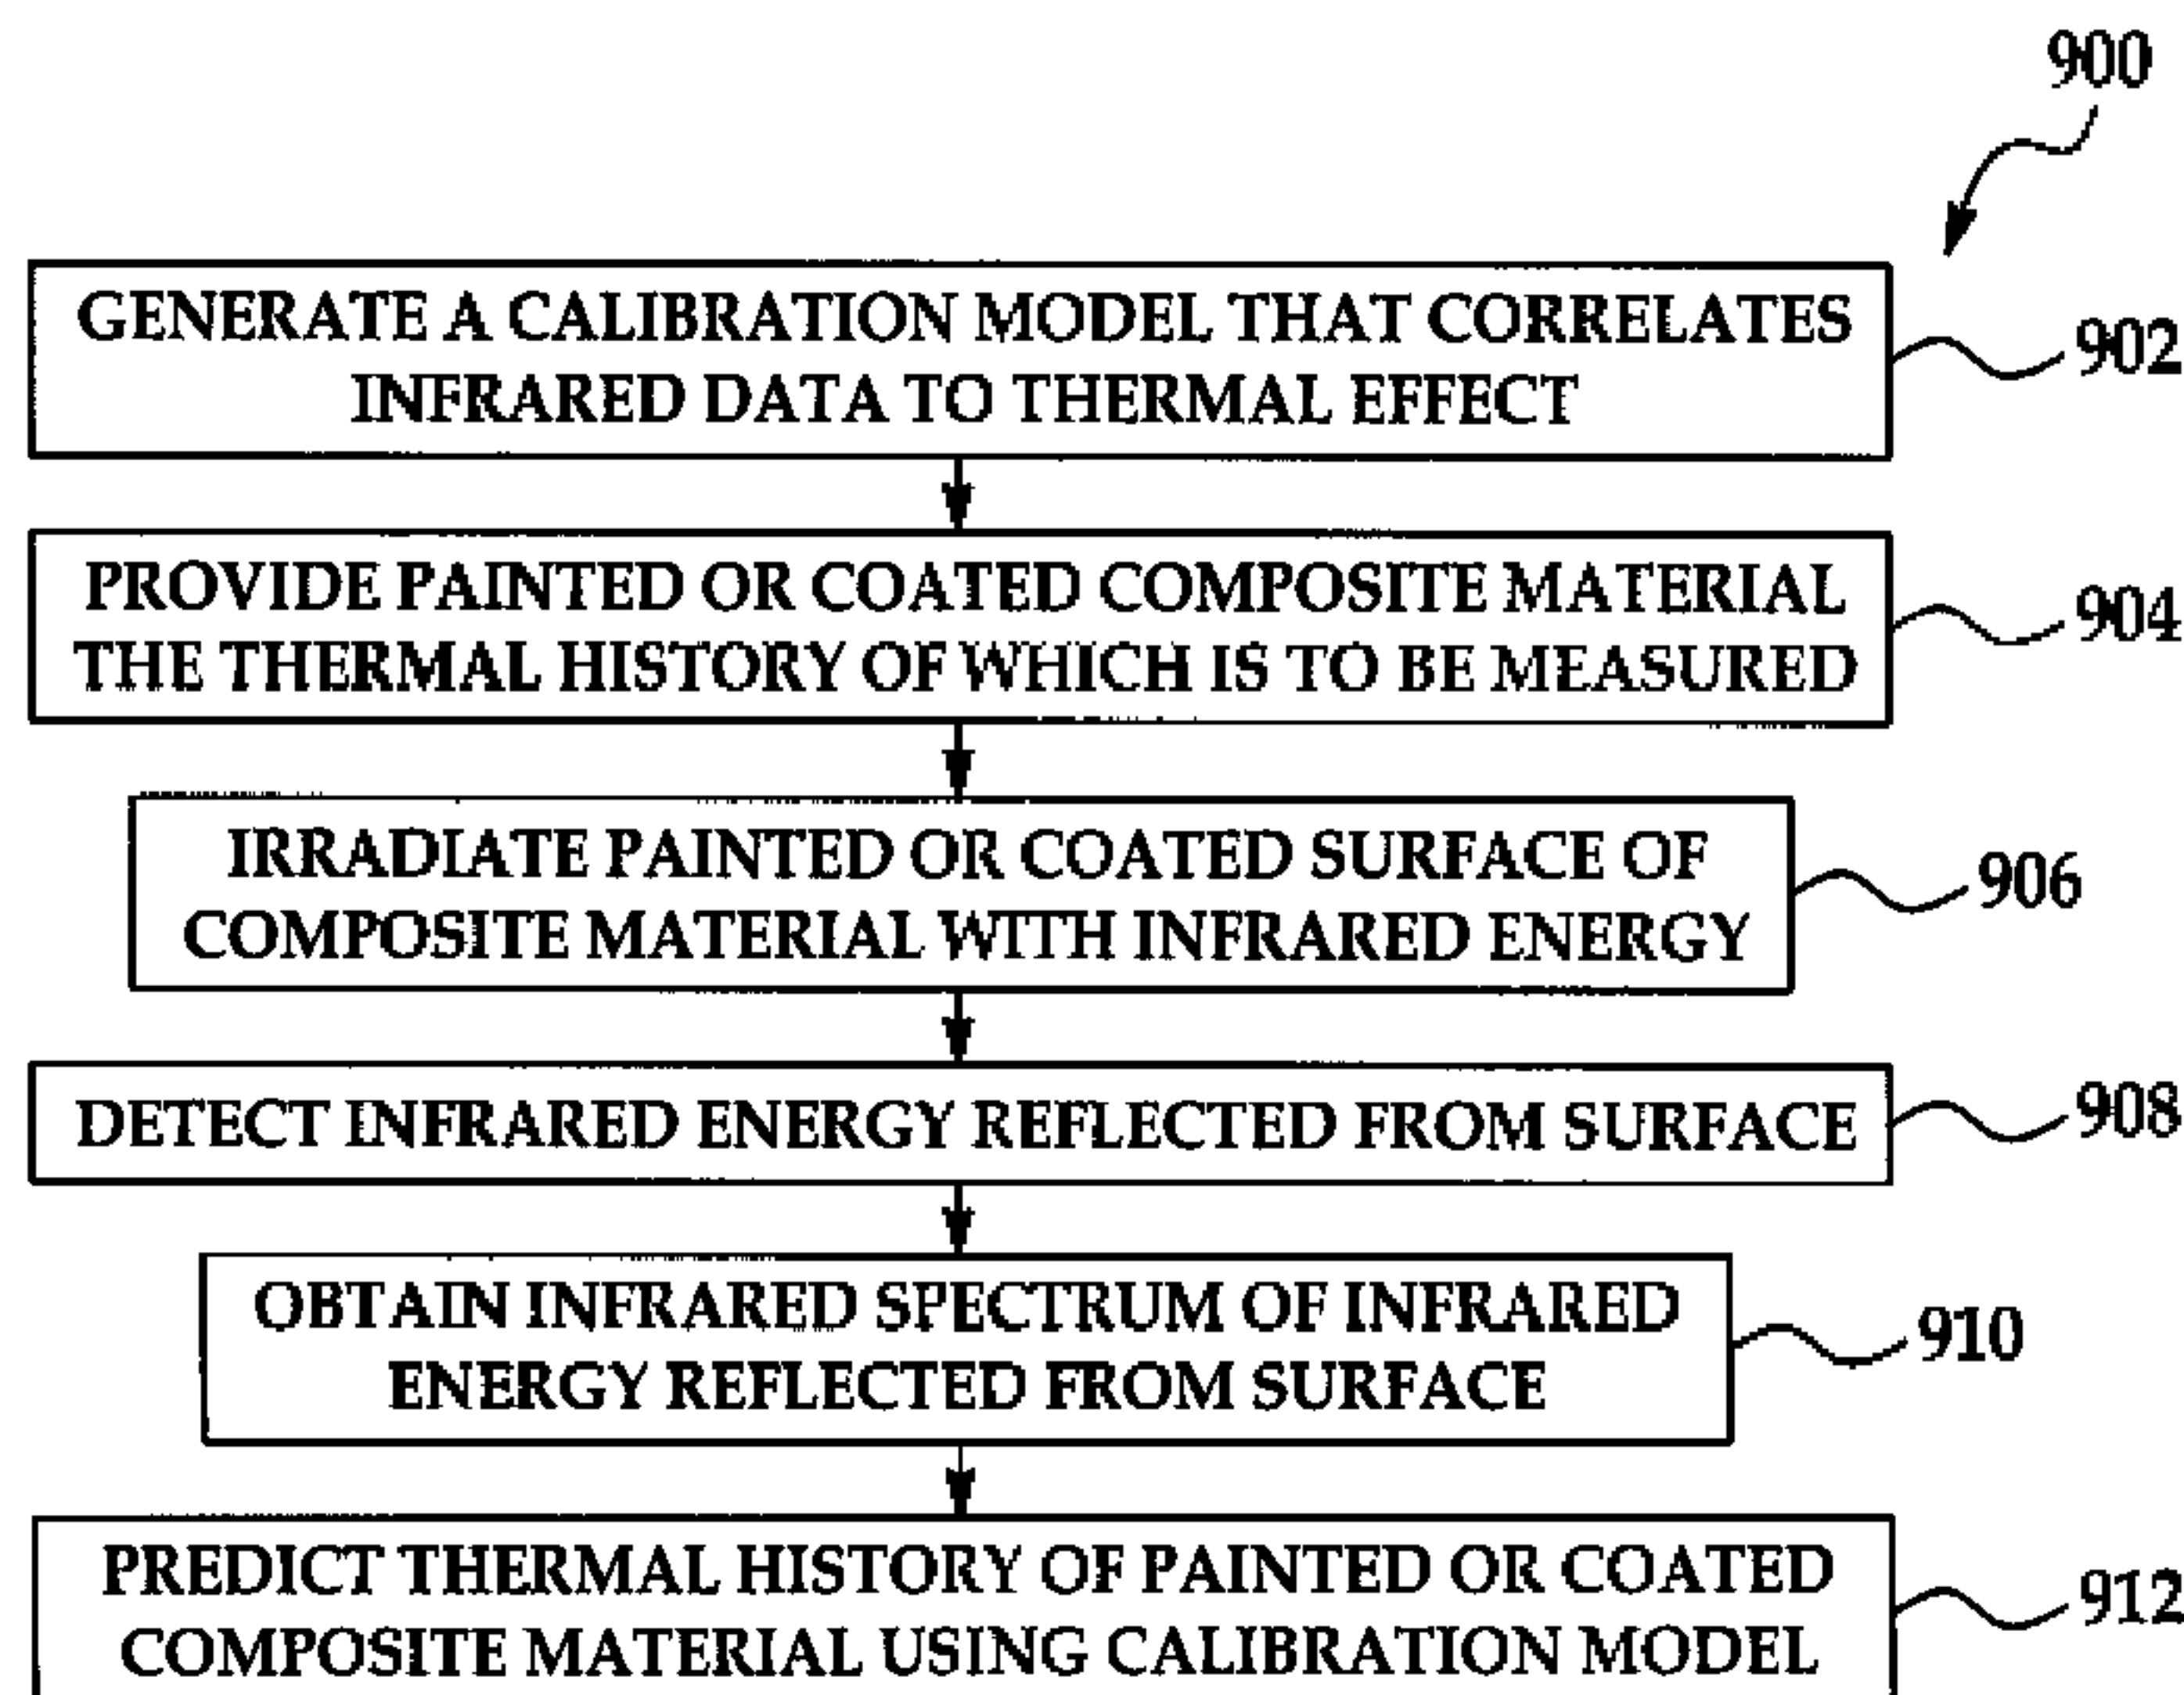 900
GENERATE A CALIBRATION MODEL THAT CORRELATES
INFRARED DATA TO THERMAL EFFECT
902
PROVIDE PAINTED OR COATED COMPOSITE MATERIAL
THE THERMAL HISTORY OF WHICH IS TO BE MEASURED
904
IRRADIATE PAINTED OR COATED SURFACE OF
COMPOSITE MATERIAL WITH INFRARED ENERGY
906
DETECT INFRARED ENERGY REFLECTED FROM SURFACE
908
OBTAIN INFRARED SPECTRUM OF INFRARED
ENERGY REFLECTED FROM SURFACE
910
PREDICT THERMAL HISTORY OF PAINTED OR COATED
COMPOSITE MATERIAL USING CALIBRATION MODEL
912